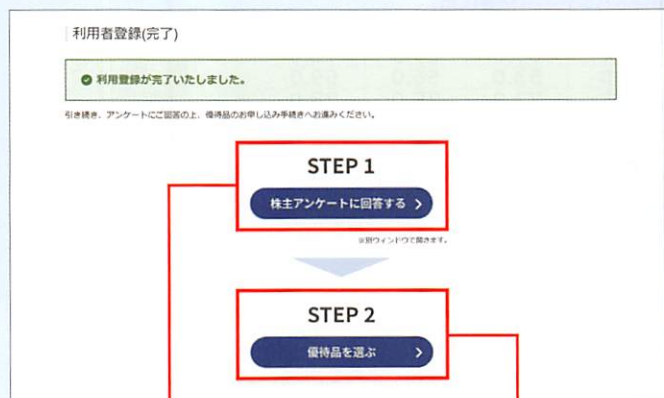 利用者登録(完了)
利用登録が完了いたしました。
引き続き、アンケートにご回答の上、優待品のお申し込み手続きへお進みください。
STEP 1
株主アンケートに回答する
※別ウィンドウで開きます。
STEP 2
優待品を選ぶ